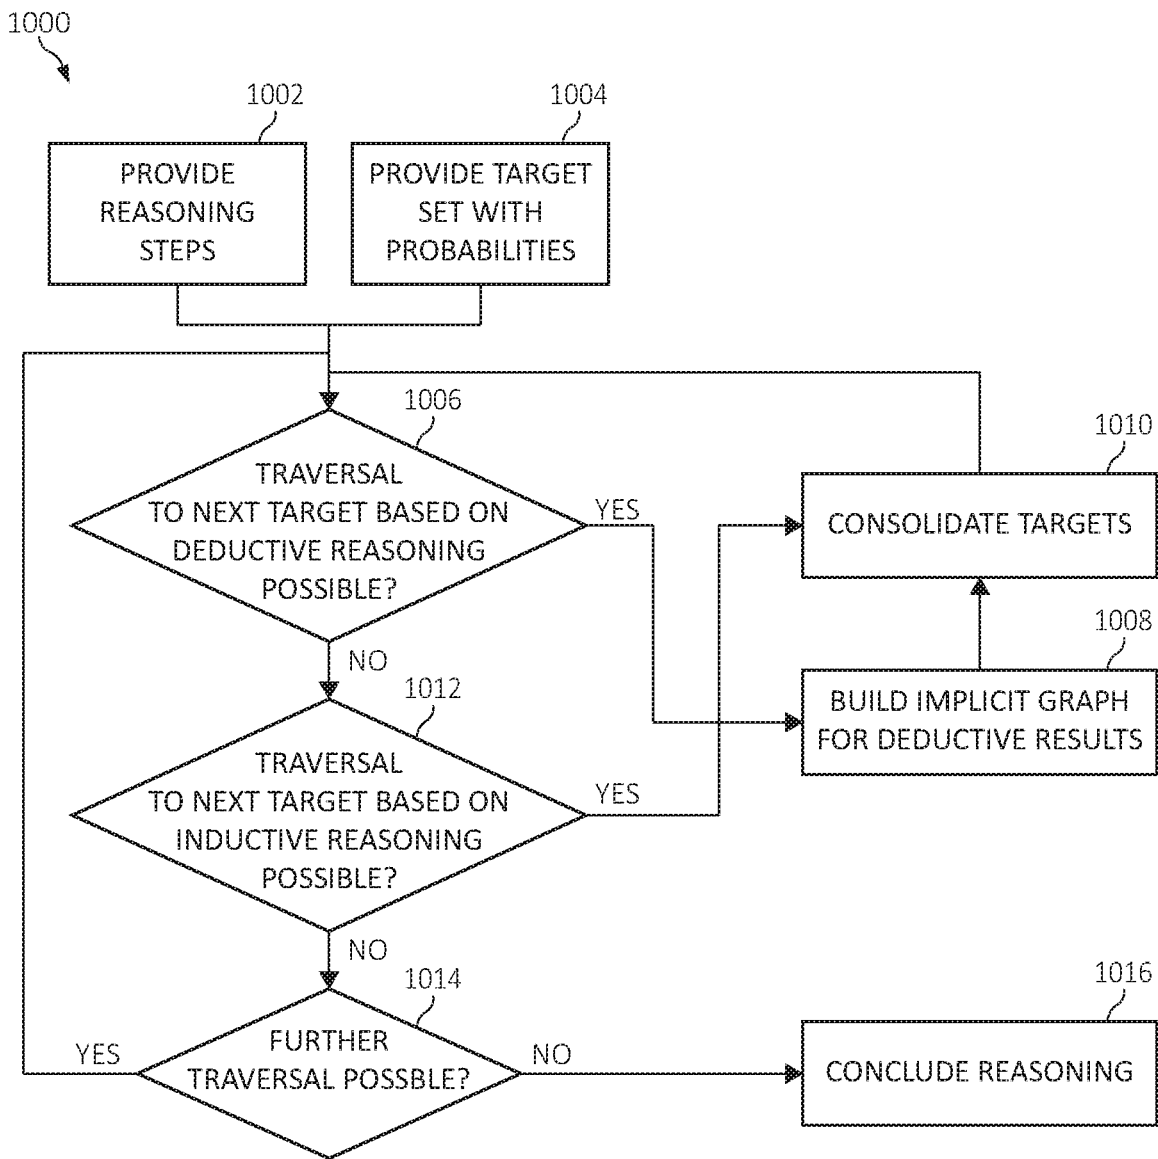 1000
1002
PROVIDE
REASONING
STEPS
1004
PROVIDE TARGET
SET WITH
PROBABILITIES
1006
TRAVERSAL
TO NEXT TARGET BASED ON
DEDUCTIVE REASONING
POSSIBLE?
YES
NO
1010
CONSOLIDATE TARGETS
1008
BUILD IMPLICIT GRAPH
FOR DEDUCTIVE RESULTS
1012
TRAVERSAL
TO NEXT TARGET BASED ON
INDUCTIVE REASONING
POSSIBLE?
YES
NO
1014
FURTHER
TRAVERSAL POSSBLE?
YES
NO
1016
CONCLUDE REASONING